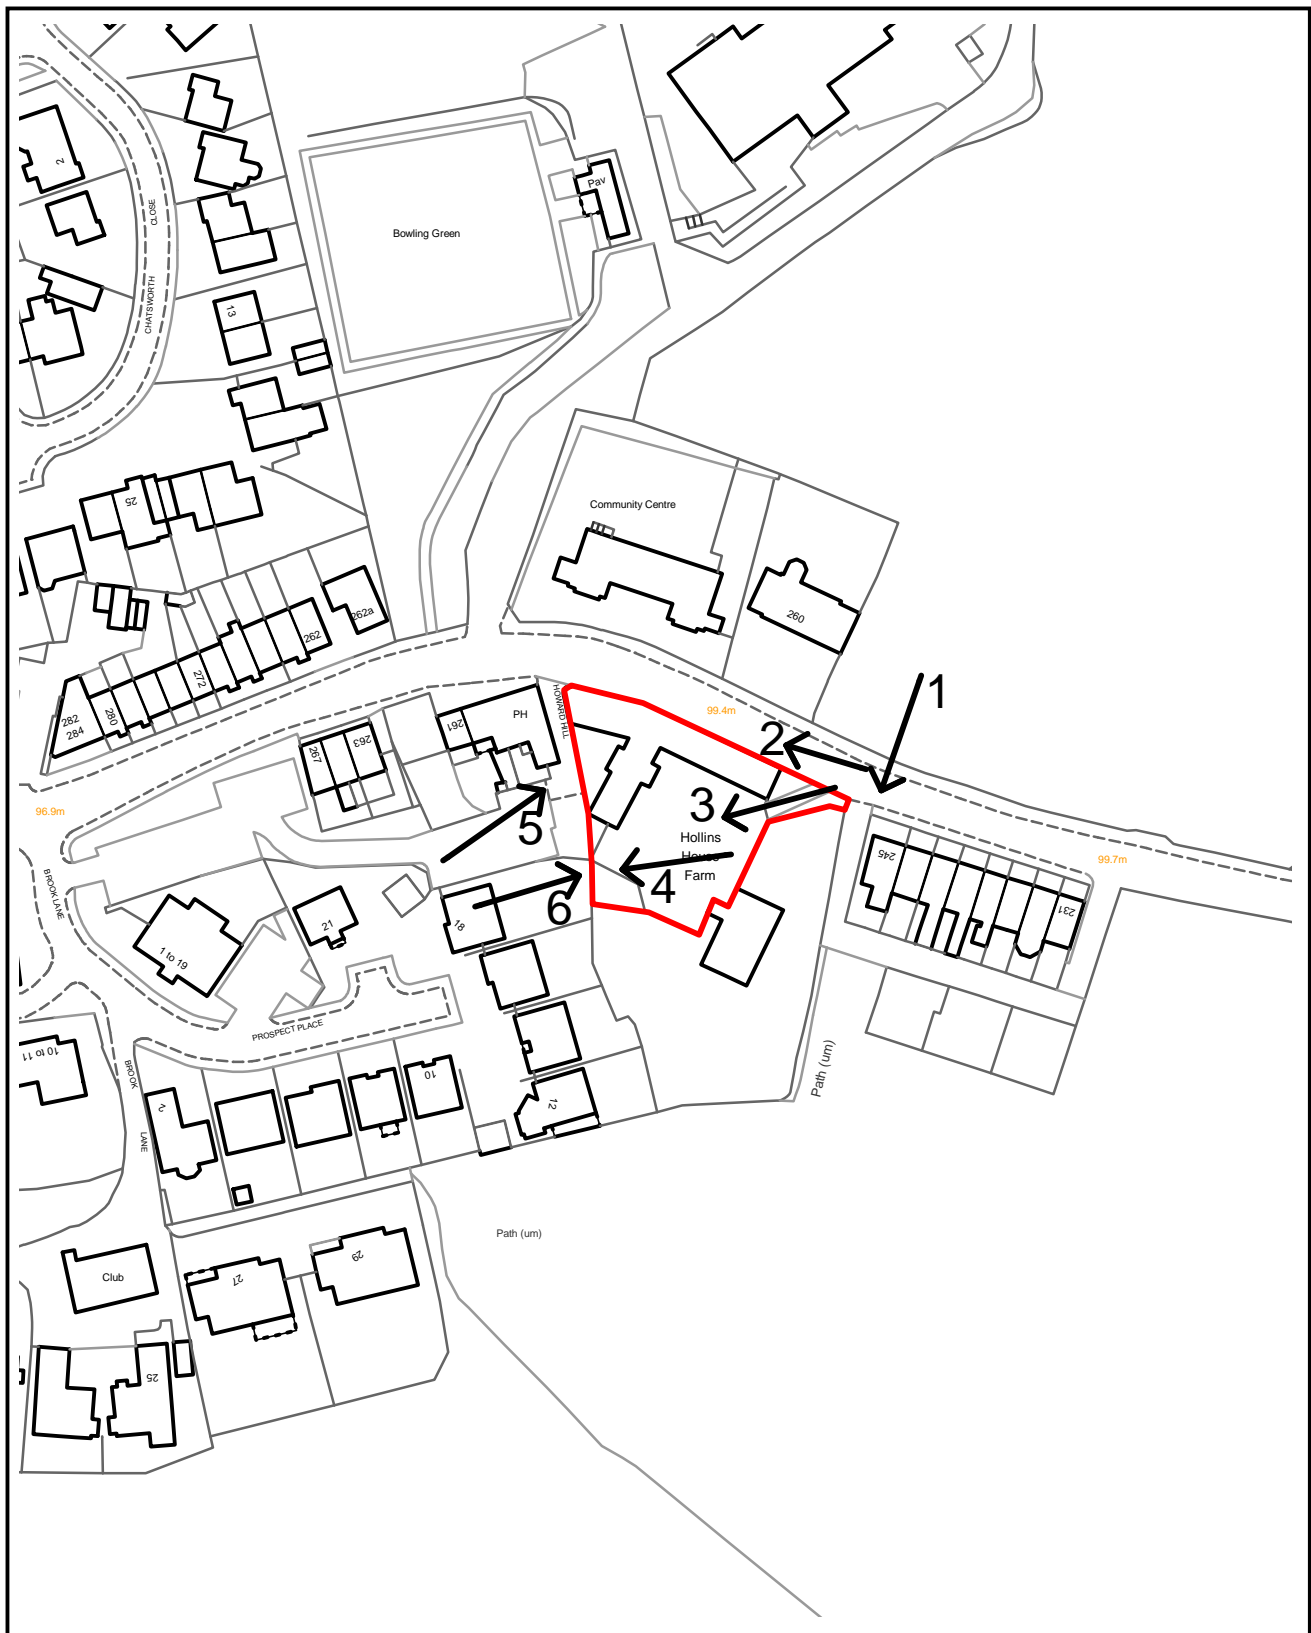 2
CHATSWORTH CLOSE
13
Bowling Green
Pav
25
Community Centre
260
262a
262
272
280
282
284
HOWARD HILL
PH
261
263
267
99.4m
1
2
3
Hollins
House
Farm
4
5
6
96.9m
99.7m
245
231
BROOK LANE
1 to 19
21
18
PROSPECT PLACE
10 to 11
BROOK
LANE
2
10
12
Path (um)
Path (um)
Club
27
29
25